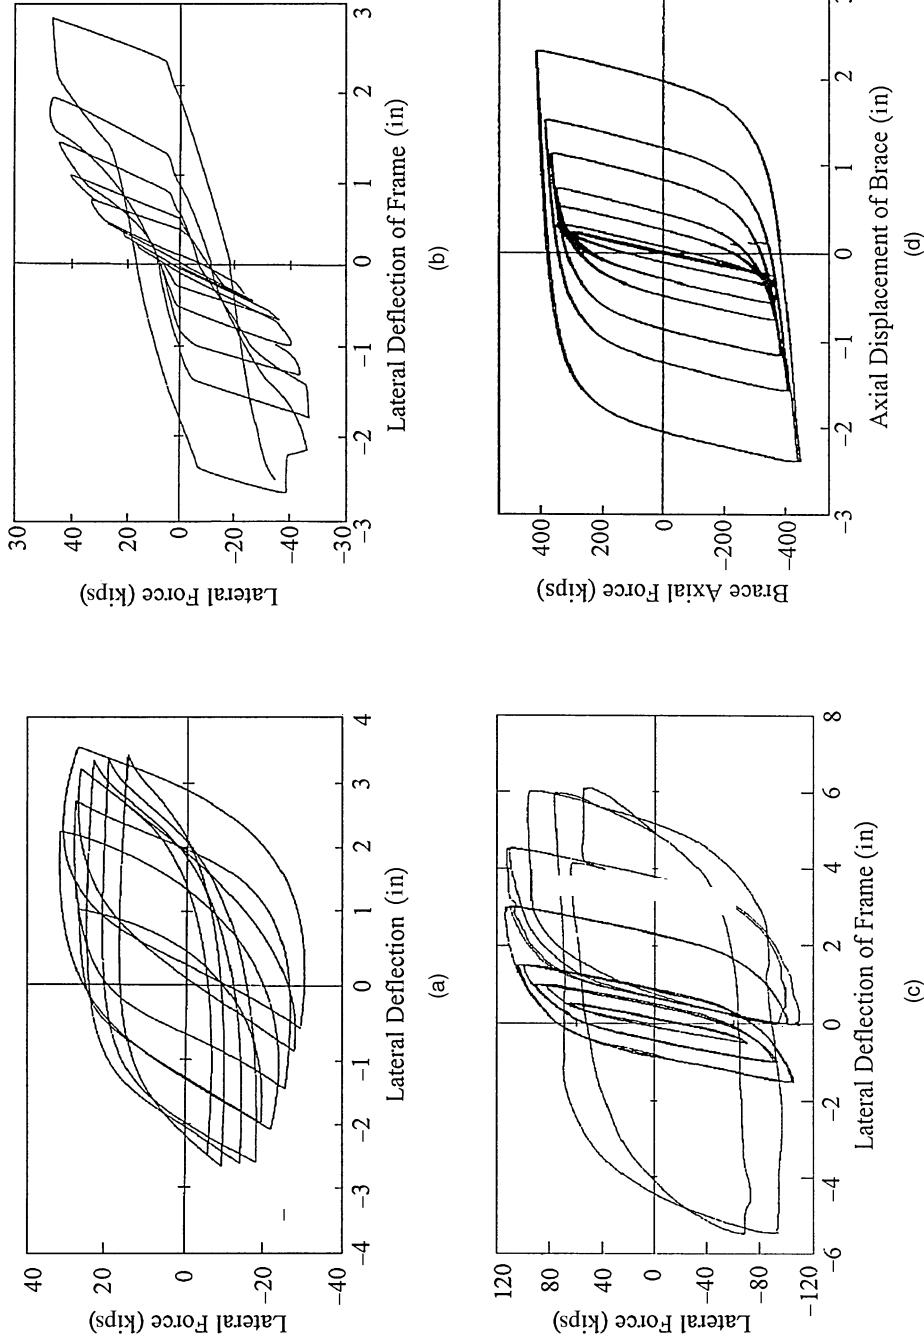 Lateral Force (kips)
40
20
0
−20
−40
−4 −3 −2 −1 0 1 2 3 4
Lateral Deflection (in)
(a)
Lateral Force (kips)
30
40
20
0
−20
−40
−30
−3 −2 −1 0 1 2 3
Lateral Deflection of Frame (in)
(b)
Lateral Force (kips)
120
80
40
0
−40
−80
−120
−6 −4 −2 0 2 4 6 8
Lateral Deflection of Frame (in)
(c)
Brace Axial Force (kips)
400
200
0
−200
−400
−3 −2 −1 0 1 2
Axial Displacement of Brace (in)
(d)